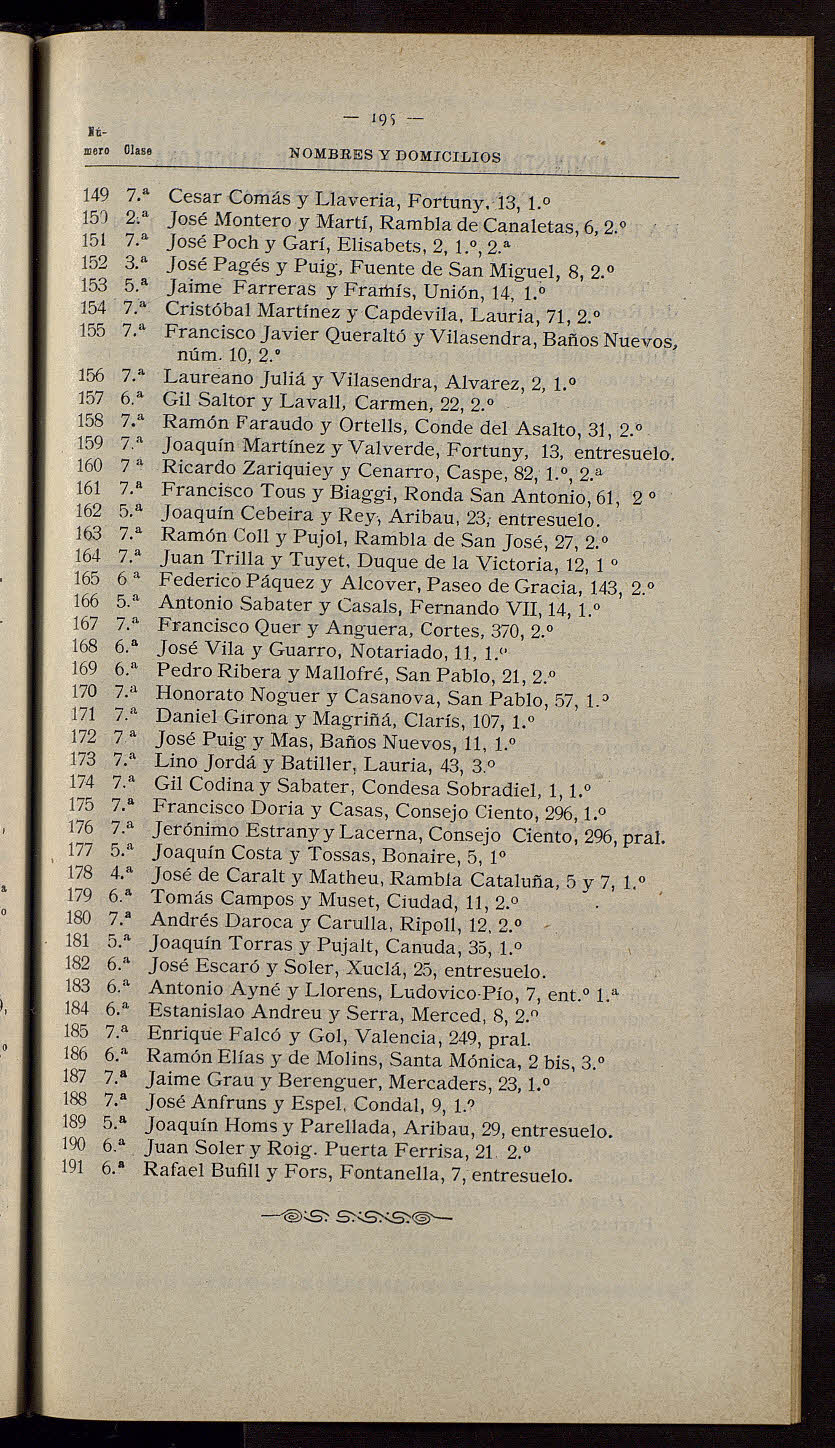 — 195 —
Nú-
mero Clase NOMBRES Y DOMICILIOS
149 7.ª Cesar Comás y Llaveria, Fortuny, 13, 1.º
150 2.ª José Montero y Martí, Rambla de Canaletas, 6, 2.º
151 7.ª José Poch y Garí, Elisabets, 2, 1.º, 2.ª
152 3.ª José Pagés y Puig, Fuente de San Miguel, 8, 2.º
153 5.ª Jaime Farreras y Framis, Unión, 14, 1.º
154 7.ª Cristóbal Martínez y Capdevila, Lauria, 71, 2.º
155 7.ª Francisco Javier Queraltó y Vilasendra, Baños Nuevos,
núm. 10, 2.º
156 7.ª Laureano Juliá y Vilasendra, Alvarez, 2, 1.º
157 6.ª Gil Saltor y Lavall, Carmen, 22, 2.º
158 7.ª Ramón Faraudo y Ortells, Conde del Asalto, 31, 2.º
159 7.ª Joaquín Martínez y Valverde, Fortuny, 13, entresuelo.
160 7 ª Ricardo Zariquiey y Cenarro, Caspe, 82, 1.º, 2.ª
161 7.ª Francisco Tous y Biaggi, Ronda San Antonio, 61, 2 º
162 5.ª Joaquín Cebeira y Rey, Aribau, 23, entresuelo.
163 7.ª Ramón Coll y Pujol, Rambla de San José, 27, 2.º
164 7.ª Juan Trilla y Tuyet, Duque de la Victoria, 12, 1 º
165 6 ª Federico Páquez y Alcover, Paseo de Gracia, 143, 2.º
166 5.ª Antonio Sabater y Casals, Fernando VII, 14, 1.º
167 7.ª Francisco Quer y Anguera, Cortes, 370, 2.º
168 6.ª José Vila y Guarro, Notariado, 11, 1.º
169 6.ª Pedro Ribera y Mallofré, San Pablo, 21, 2.º
170 7.ª Honorato Noguer y Casanova, San Pablo, 57, 1.º
171 7.ª Daniel Girona y Magriñá, Clarís, 107, 1.º
172 7 ª José Puig y Mas, Baños Nuevos, 11, 1.º
173 7.ª Lino Jordá y Batiller, Lauria, 43, 3.º
174 7.ª Gil Codina y Sabater, Condesa Sobradiel, 1, 1.º
175 7.ª Francisco Doria y Casas, Consejo Ciento, 296, 1.º
176 7.ª Jerónimo Estrany y Lacerna, Consejo Ciento, 296, pral.
177 5.ª Joaquín Costa y Tossas, Bonaire, 5, 1º
178 4.ª José de Caralt y Matheu, Rambla Cataluña, 5 y 7, 1.º
179 6.ª Tomás Campos y Muset, Ciudad, 11, 2.º
180 7.ª Andrés Daroca y Carulla, Ripoll, 12, 2.º
181 5.ª Joaquín Torras y Pujalt, Canuda, 35, 1.º
182 6.ª José Escaró y Soler, Xuclá, 25, entresuelo.
183 6.ª Antonio Ayné y Llorens, Ludovico-Pío, 7, ent.º 1.ª
184 6.ª Estanislao Andreu y Serra, Merced, 8, 2.º
185 7.ª Enrique Falcó y Gol, Valencia, 249, pral.
186 6.ª Ramón Elías y de Molins, Santa Mónica, 2 bis, 3.º
187 7.ª Jaime Grau y Berenguer, Mercaders, 23, 1.º
188 7.ª José Anfruns y Espel, Condal, 9, 1.º
189 5.ª Joaquín Homs y Parellada, Aribau, 29, entresuelo.
190 6.ª Juan Soler y Roig. Puerta Ferrisa, 21, 2.º
191 6.ª Rafael Bufill y Fors, Fontanella, 7, entresuelo.